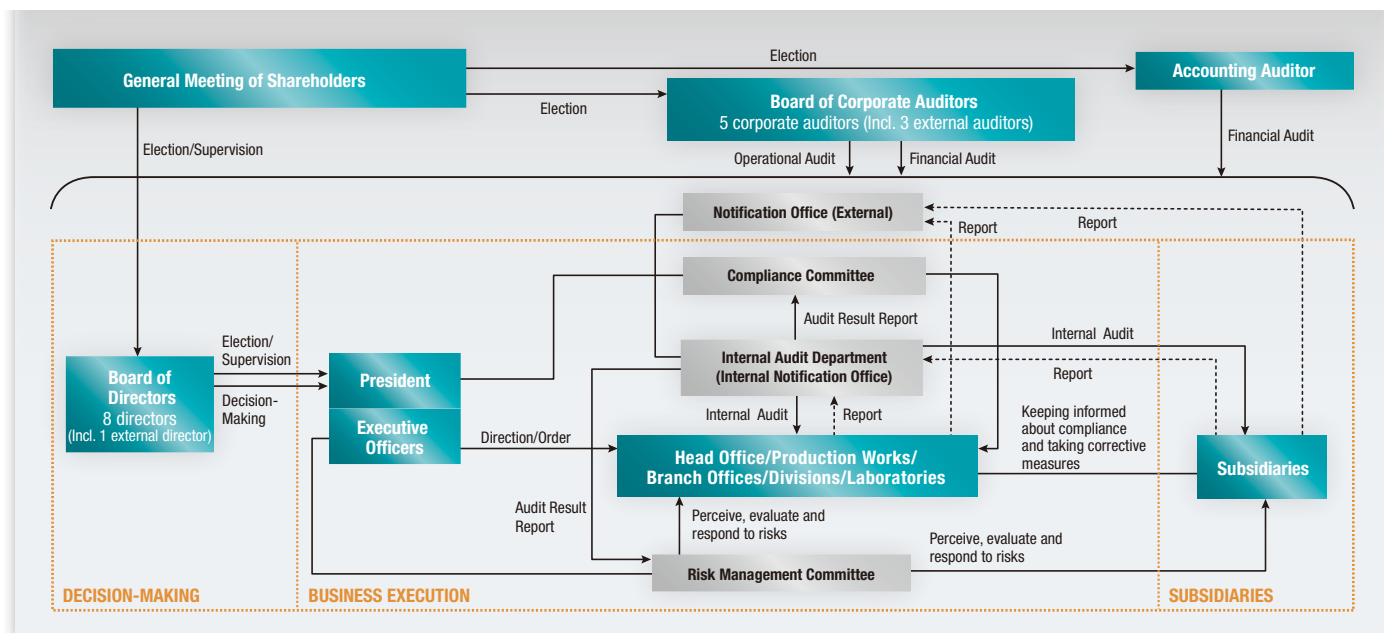 General Meeting of Shareholders
Election
Accounting Auditor
Election
Board of Corporate Auditors
5 corporate auditors (Incl. 3 external auditors)
Election/Supervision
Operational Audit
Financial Audit
Financial Audit
Notification Office (External)
Report
Report
Compliance Committee
Audit Result Report
Internal Audit
Election/
Supervision
Internal Audit Department
(Internal Notification Office)
Report
Board of
Directors
8 directors
(Incl. 1 external director)
President
Decision-
Making
Internal Audit
Report
Keeping informed
about compliance
and taking corrective
measures
Executive
Officers
Direction/Order
Head Office/Production Works/
Branch Offices/Divisions/Laboratories
Subsidiaries
Audit Result
Report
Perceive, evaluate and
respond to risks
Perceive, evaluate and
respond to risks
Risk Management Committee
DECISION-MAKING
BUSINESS EXECUTION
SUBSIDIARIES